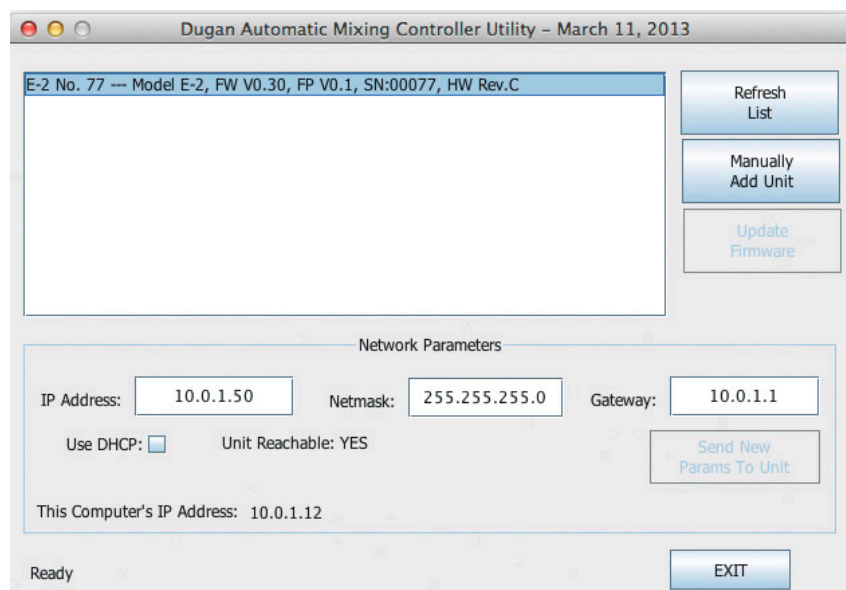 Dugan Automatic Mixing Controller Utility – March 11, 2013
E-2 No. 77 --- Model E-2, FW V0.30, FP V0.1, SN:00077, HW Rev.C
Refresh
List
Manually
Add Unit
Update
Firmware
Network Parameters
IP Address: 10.0.1.50 Netmask: 255.255.255.0 Gateway: 10.0.1.1
Use DHCP: Unit Reachable: YES
Send New
Params To Unit
This Computer's IP Address: 10.0.1.12
Ready
EXIT